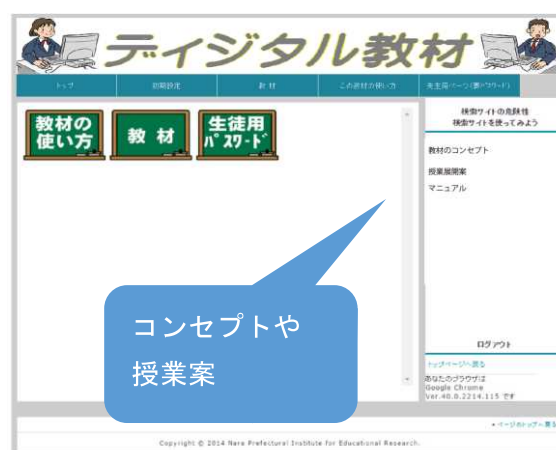 ディジタル教材
トップ
初期設定
教材
この教材の使い方
先生用ページ(要パスワード)
教材の
使い方
教材
生徒用
パスワード
検索サイトの危険性
検索サイトを使ってみよう
教材のコンセプト
授業展開案
マニュアル
コンセプトや
授業案
ログアウト
トップページへ戻る
あなたのブラウザは
Google Chrome
Ver.40.0.2214.115 です
ページのトップへ戻る
Copyright © 2014 Nara Prefectural Institute for Educational Research.